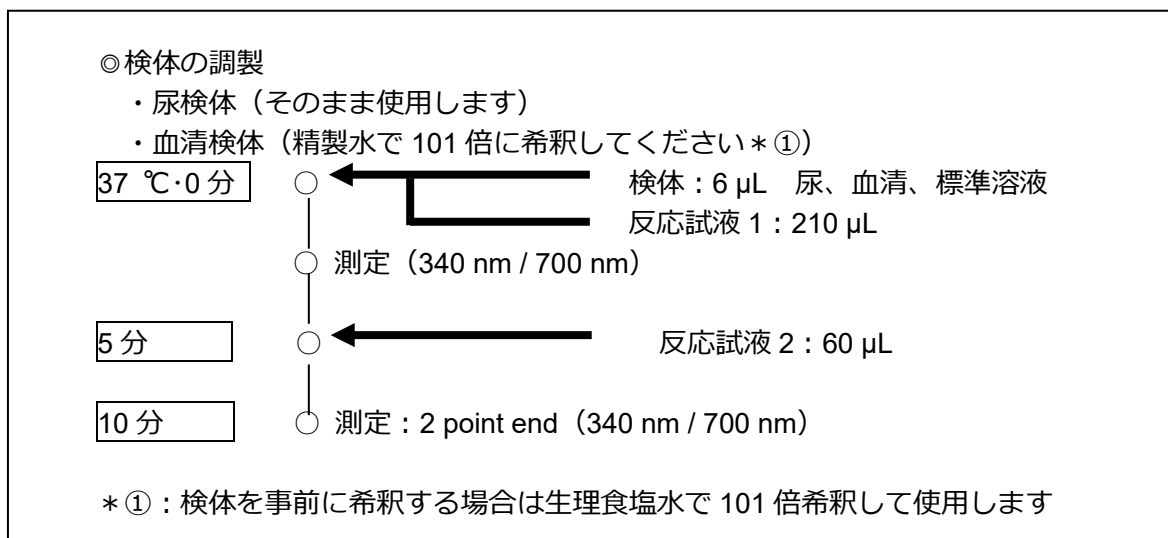 ◎検体の調製
・尿検体（そのまま使用します）
・血清検体（精製水で 101 倍に希釈してください＊①）
37 ℃·0 分
検体：6 µL 尿、血清、標準溶液
反応試液 1：210 µL
測定（340 nm / 700 nm）
5 分
反応試液 2：60 µL
10 分
測定：2 point end（340 nm / 700 nm）
＊①：検体を事前に希釈する場合は生理食塩水で 101 倍希釈して使用します